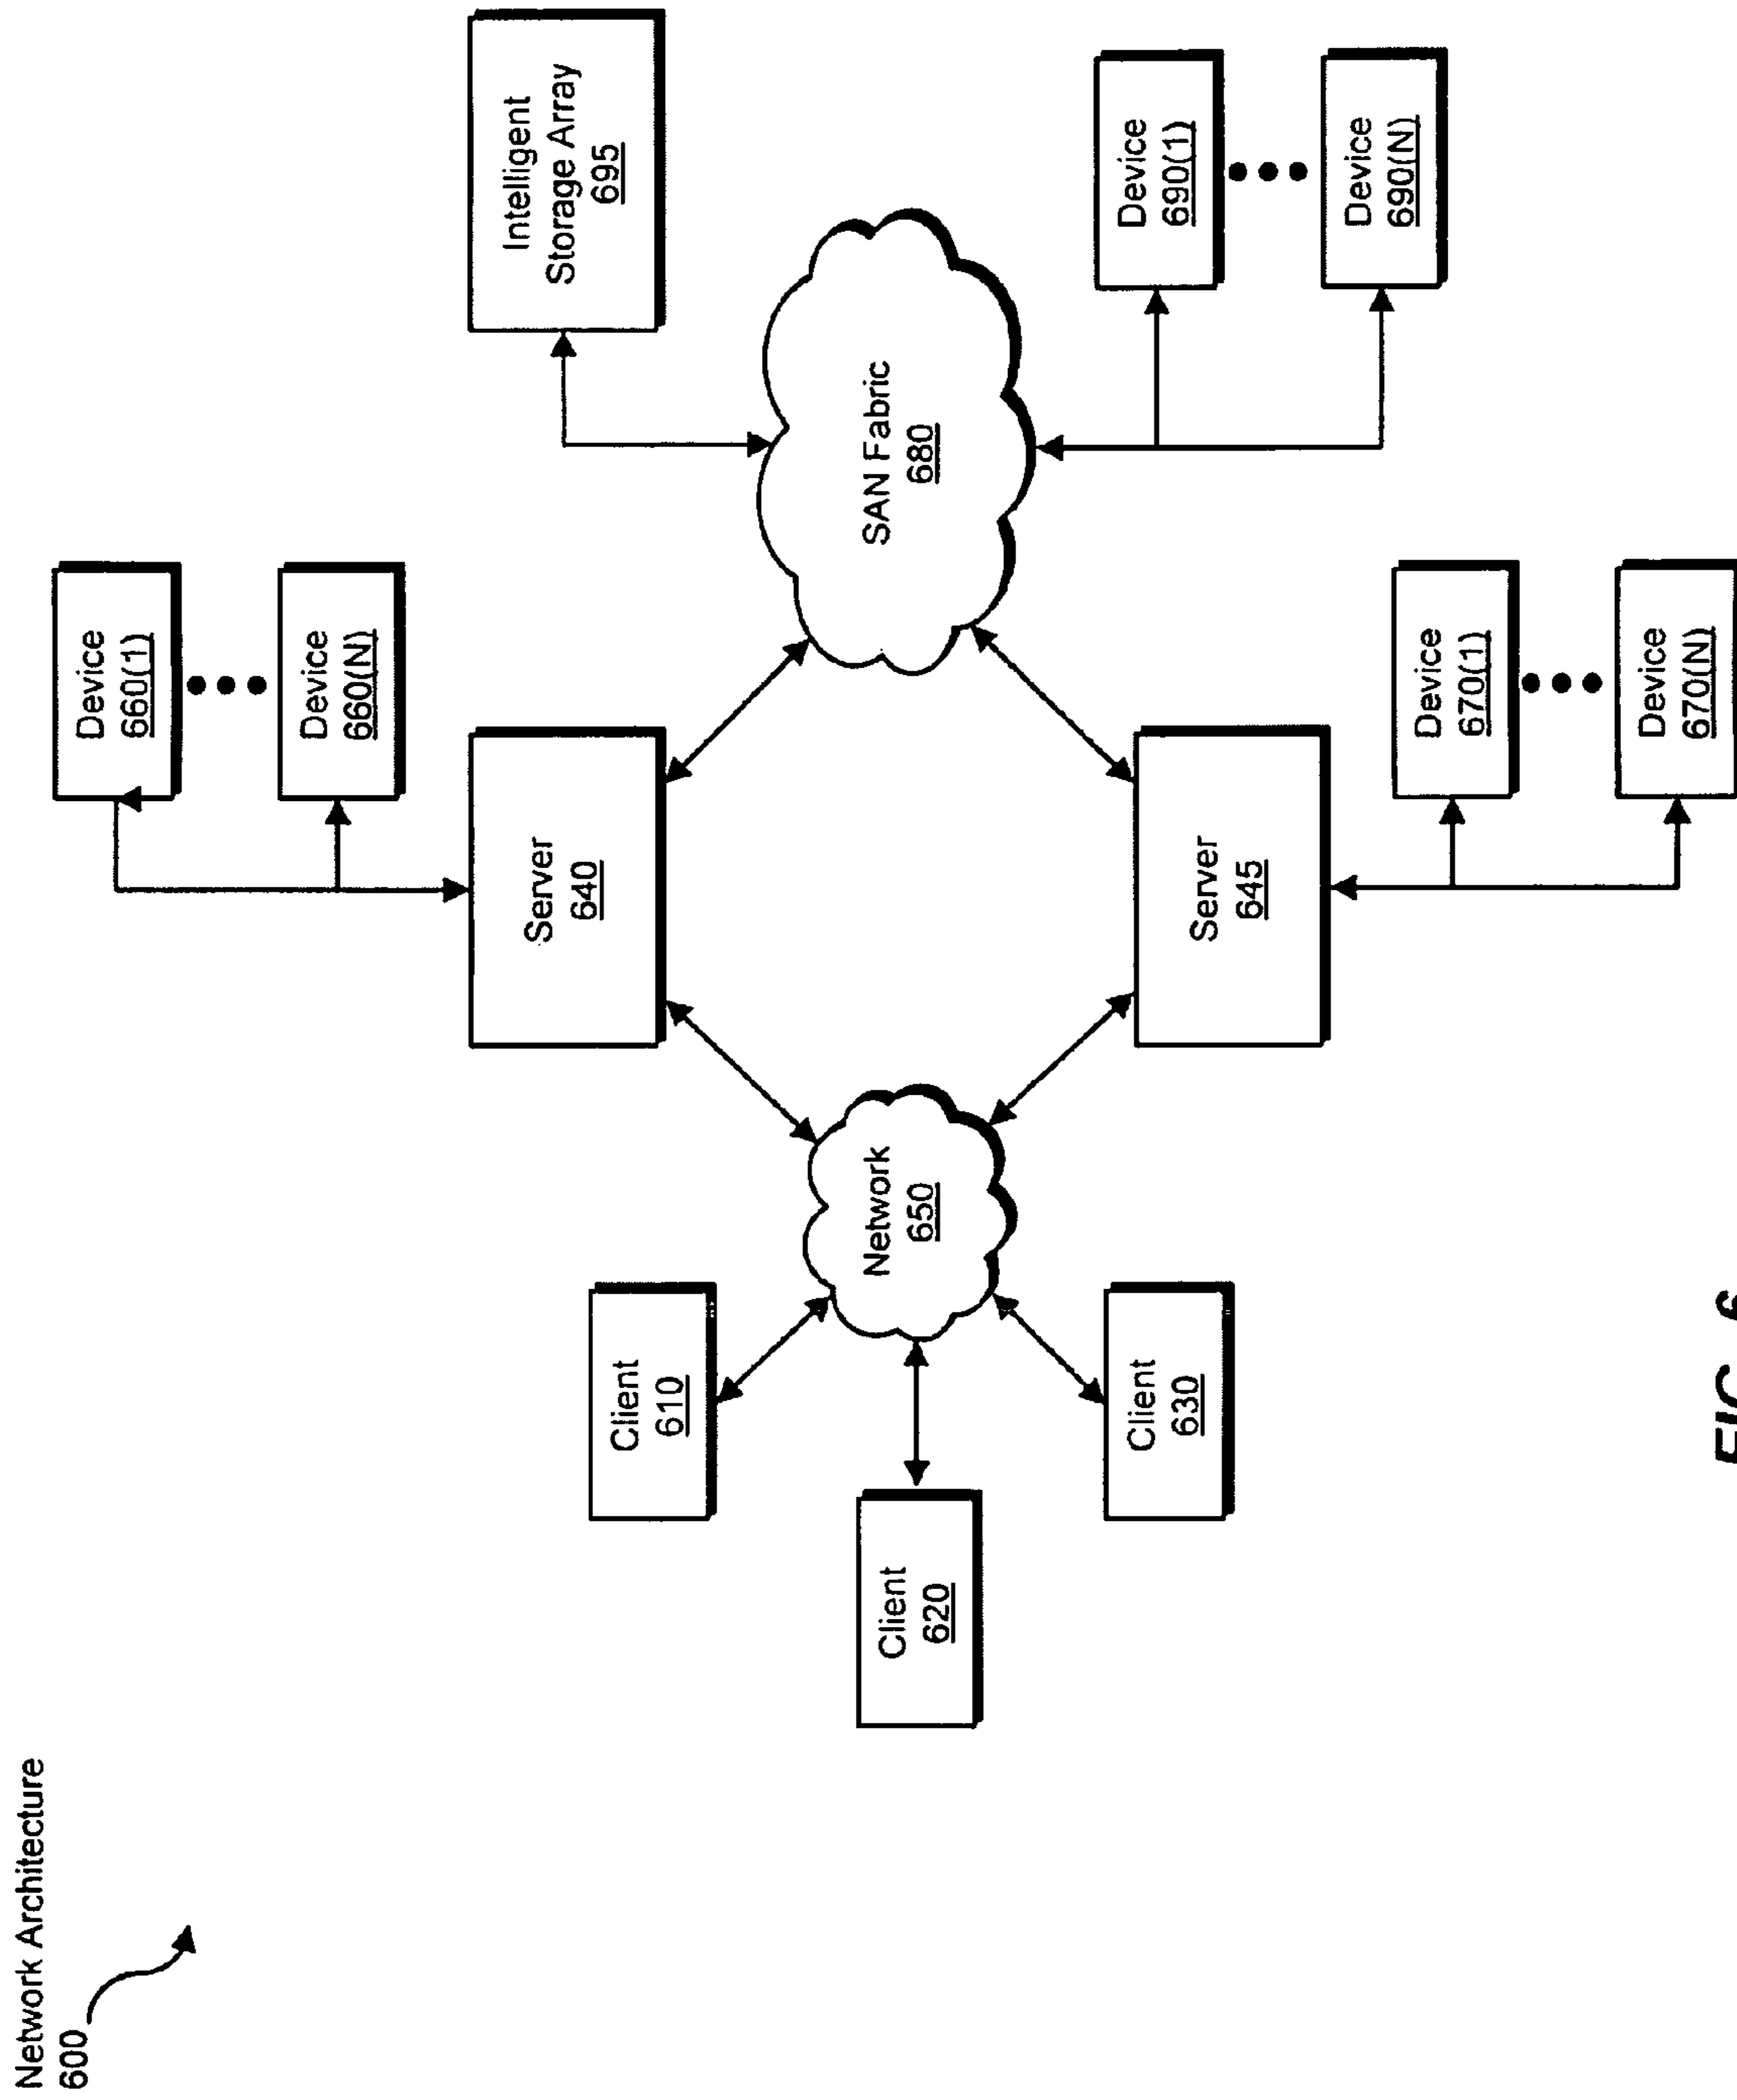 Network Architecture
600
Device
660(1)
Device
660(N)
Intelligent
Storage Array
695
Client
610
Server
640
Client
620
Network
650
SAN Fabric
680
Client
630
Server
645
Device
690(1)
Device
690(N)
Device
670(1)
Device
670(N)